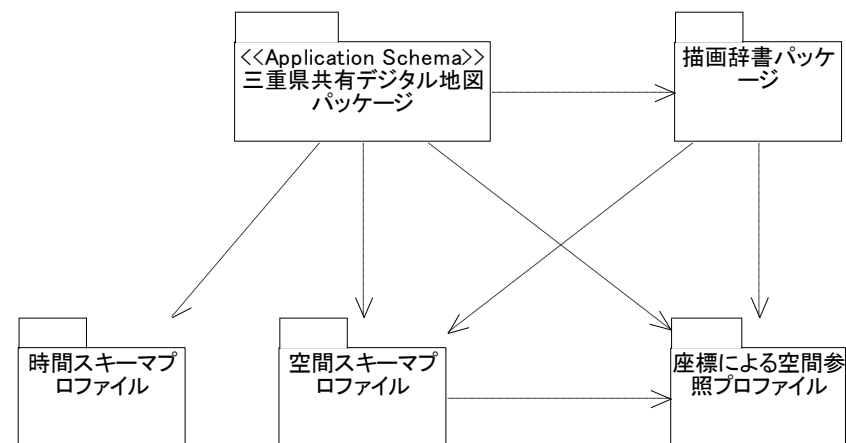 <<Application Schema>>
三重県共有デジタル地図
パッケージ
描画辞書パッケ
ージ
時間スキーマプ
ロファイル
空間スキーマプ
ロファイル
座標による空間参
照プロファイル